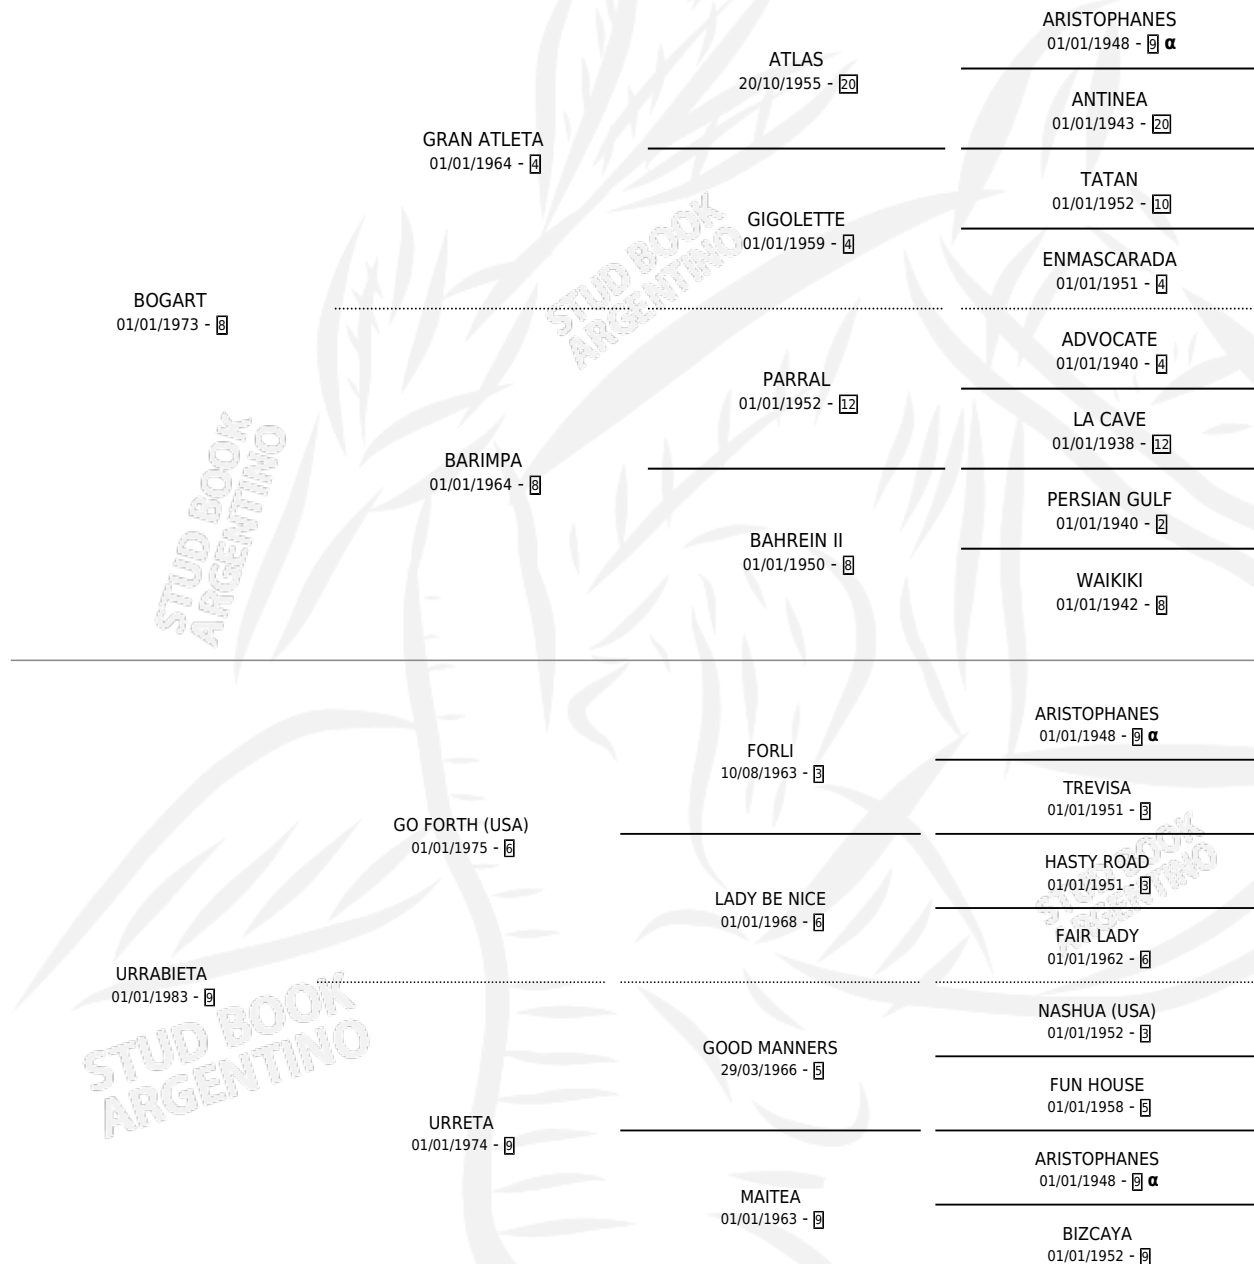 ARISTOPHANES
01/01/1948 - 9 α
ATLAS
20/10/1955 - 20
ANTINEA
01/01/1943 - 20
GRAN ATLETA
01/01/1964 - 4
TATAN
01/01/1952 - 10
GIGOLETTE
01/01/1959 - 4
ENMASCARADA
01/01/1951 - 4
BOGART
01/01/1973 - 8
ADVOCATE
01/01/1940 - 4
PARRAL
01/01/1952 - 12
LA CAVE
01/01/1938 - 12
BARIMPA
01/01/1964 - 8
PERSIAN GULF
01/01/1940 - 2
BAHREIN II
01/01/1950 - 8
WAIKIKI
01/01/1942 - 8
STUD BOOK
ARGENTINO
STUD BOOK
ARGENTINO
ARISTOPHANES
01/01/1948 - 9 α
FORLI
10/08/1963 - 3
TREVISA
01/01/1951 - 3
GO FORTH (USA)
01/01/1975 - 6
HASTY ROAD
01/01/1951 - 3
LADY BE NICE
01/01/1968 - 6
FAIR LADY
01/01/1962 - 6
URRABIETA
01/01/1983 - 9
NASHUA (USA)
01/01/1952 - 3
GOOD MANNERS
29/03/1966 - 5
FUN HOUSE
01/01/1958 - 5
URRETA
01/01/1974 - 9
ARISTOPHANES
01/01/1948 - 9 α
MAITEA
01/01/1963 - 9
BIZCAYA
01/01/1952 - 9
STUD BOOK
ARGENTINO
STUD BOOK
ARGENTINO